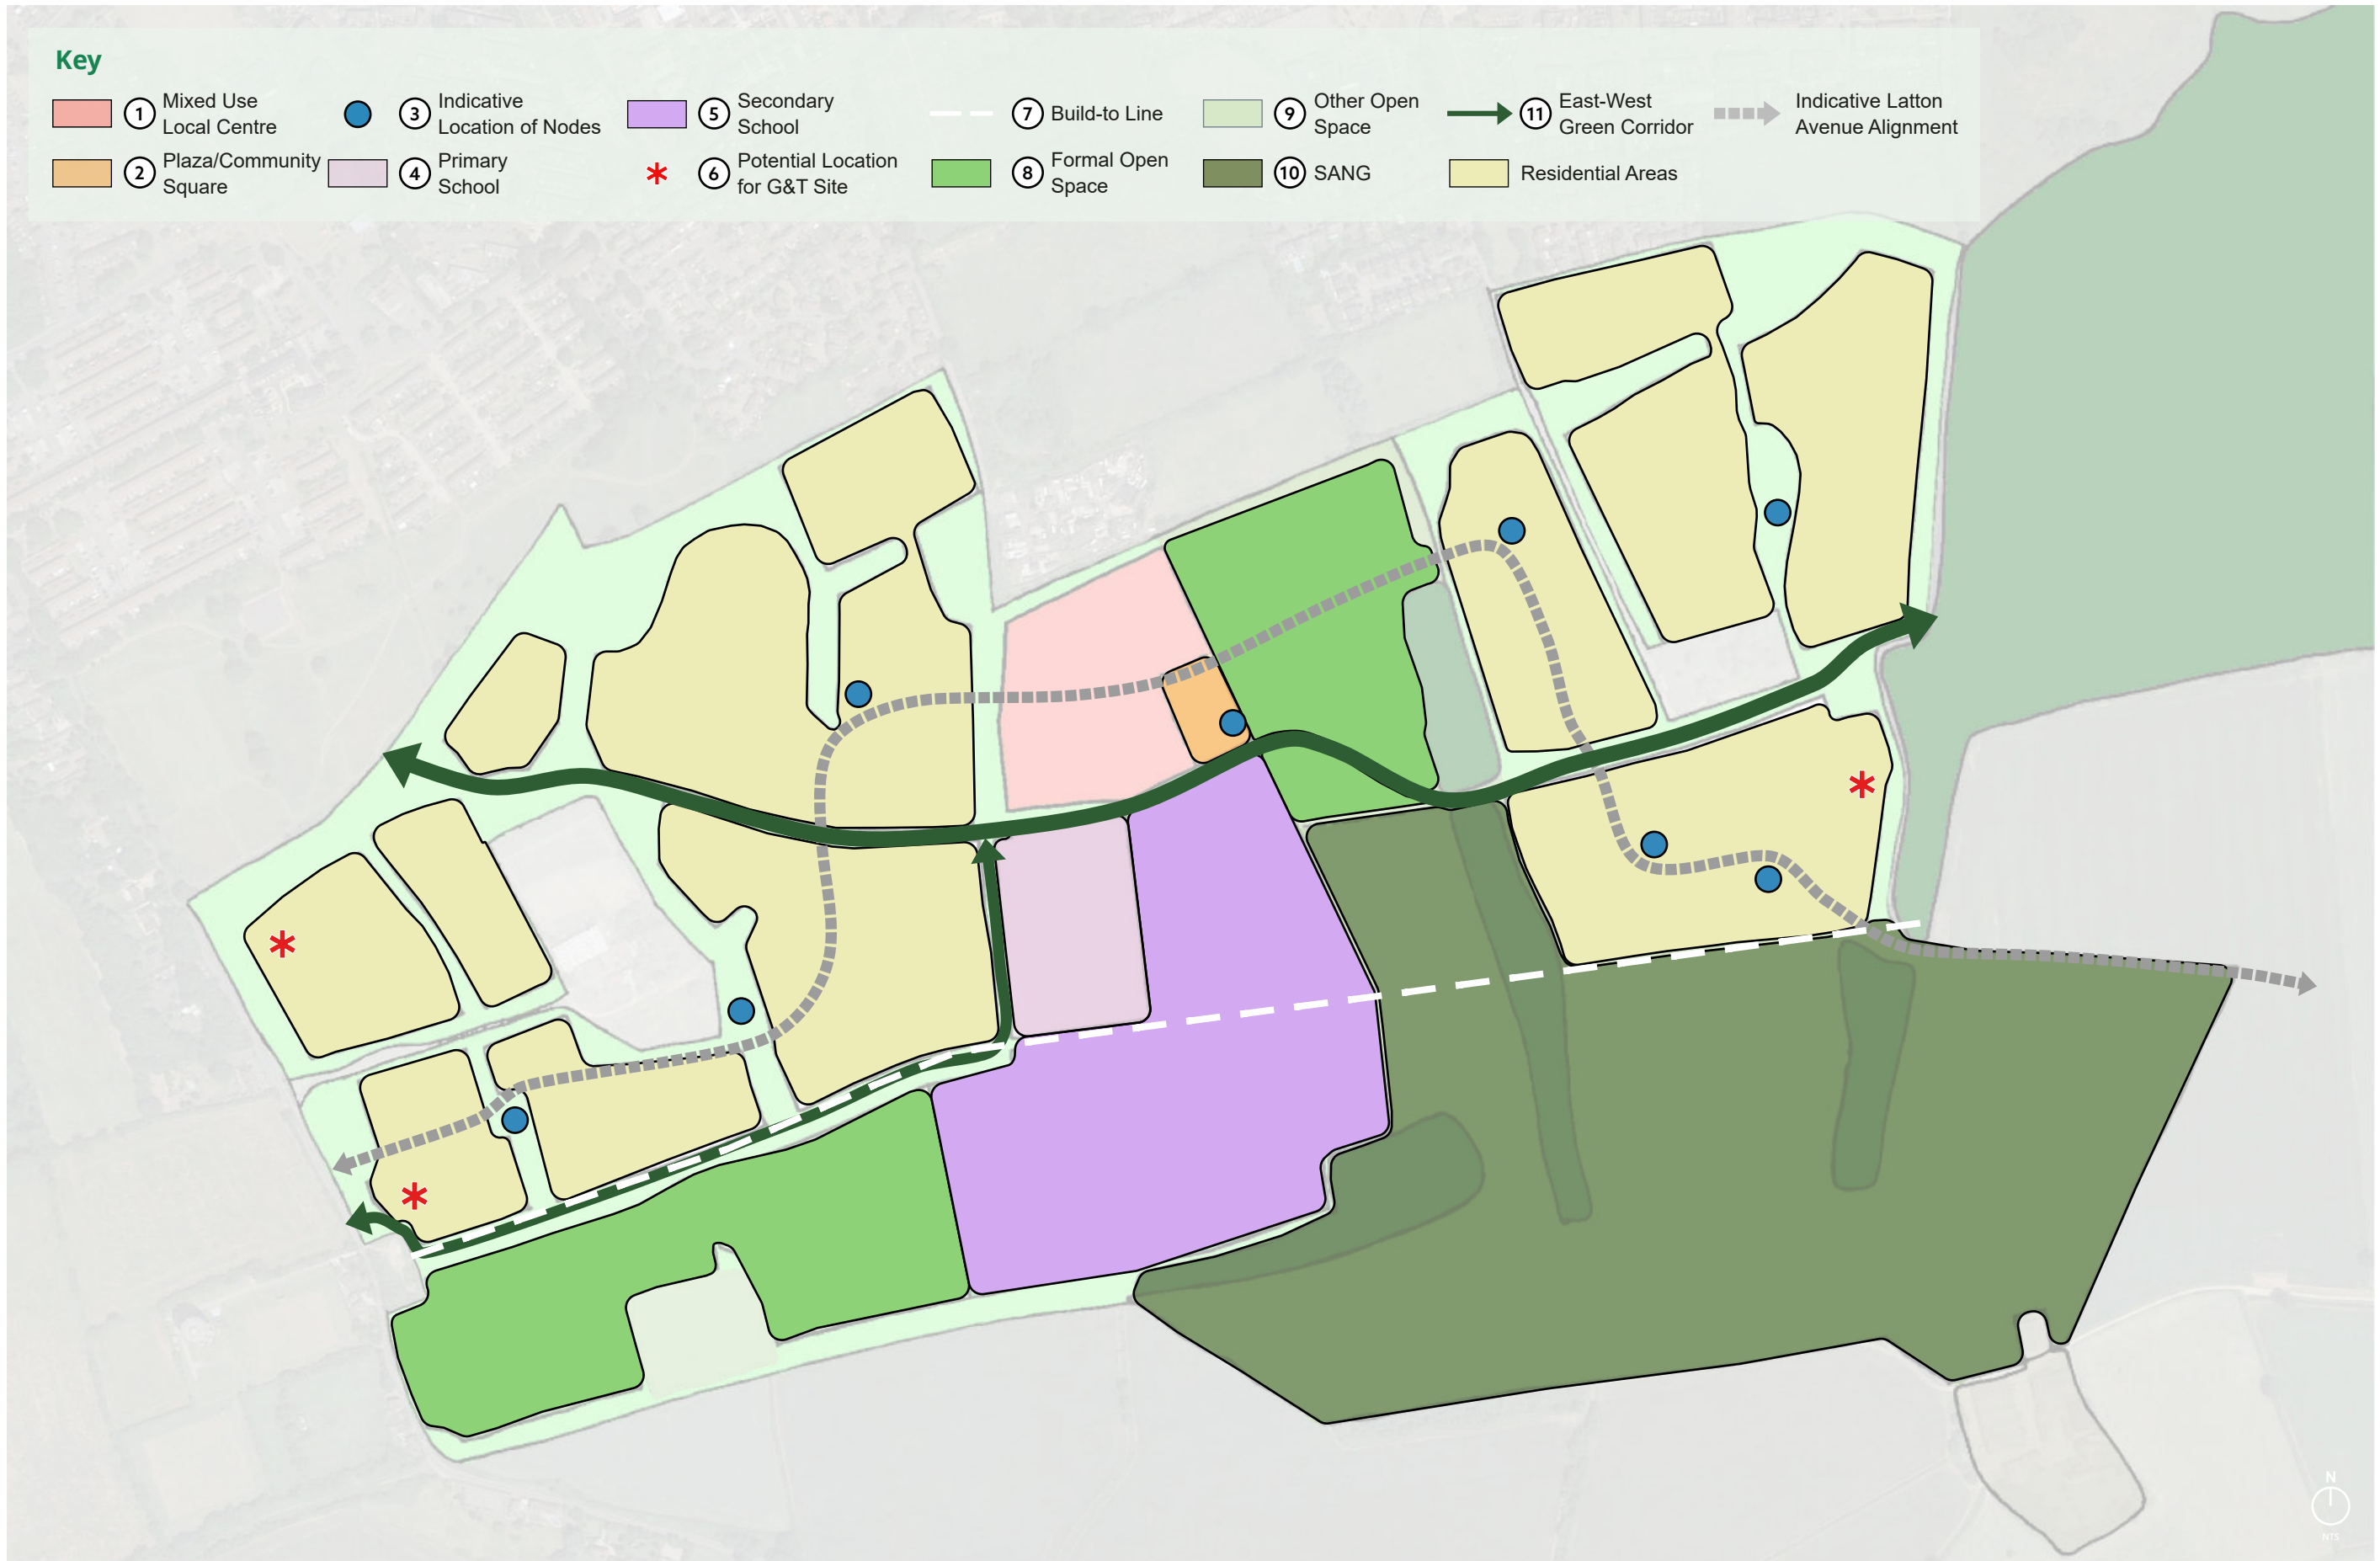 Key
1 Mixed Use
Local Centre
3 Indicative
Location of Nodes
5 Secondary
School
7 Build-to Line
9 Other Open
Space
11 East-West
Green Corridor
Indicative Latton
Avenue Alignment
2 Plaza/Community
Square
4 Primary
School
6 Potential Location
for G&T Site
8 Formal Open
Space
10 SANG
Residential Areas
N
NTS